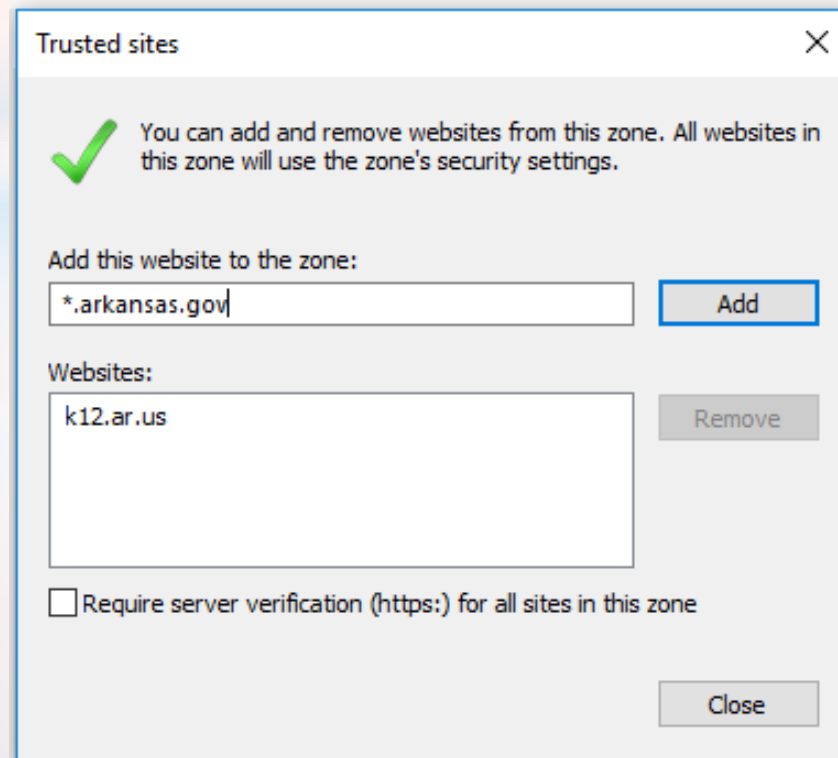 Trusted sites
You can add and remove websites from this zone. All websites in
this zone will use the zone's security settings.
Add this website to the zone:
*.arkansas.gov
Add
Websites:
k12.ar.us
Remove
Require server verification (https:) for all sites in this zone
Close